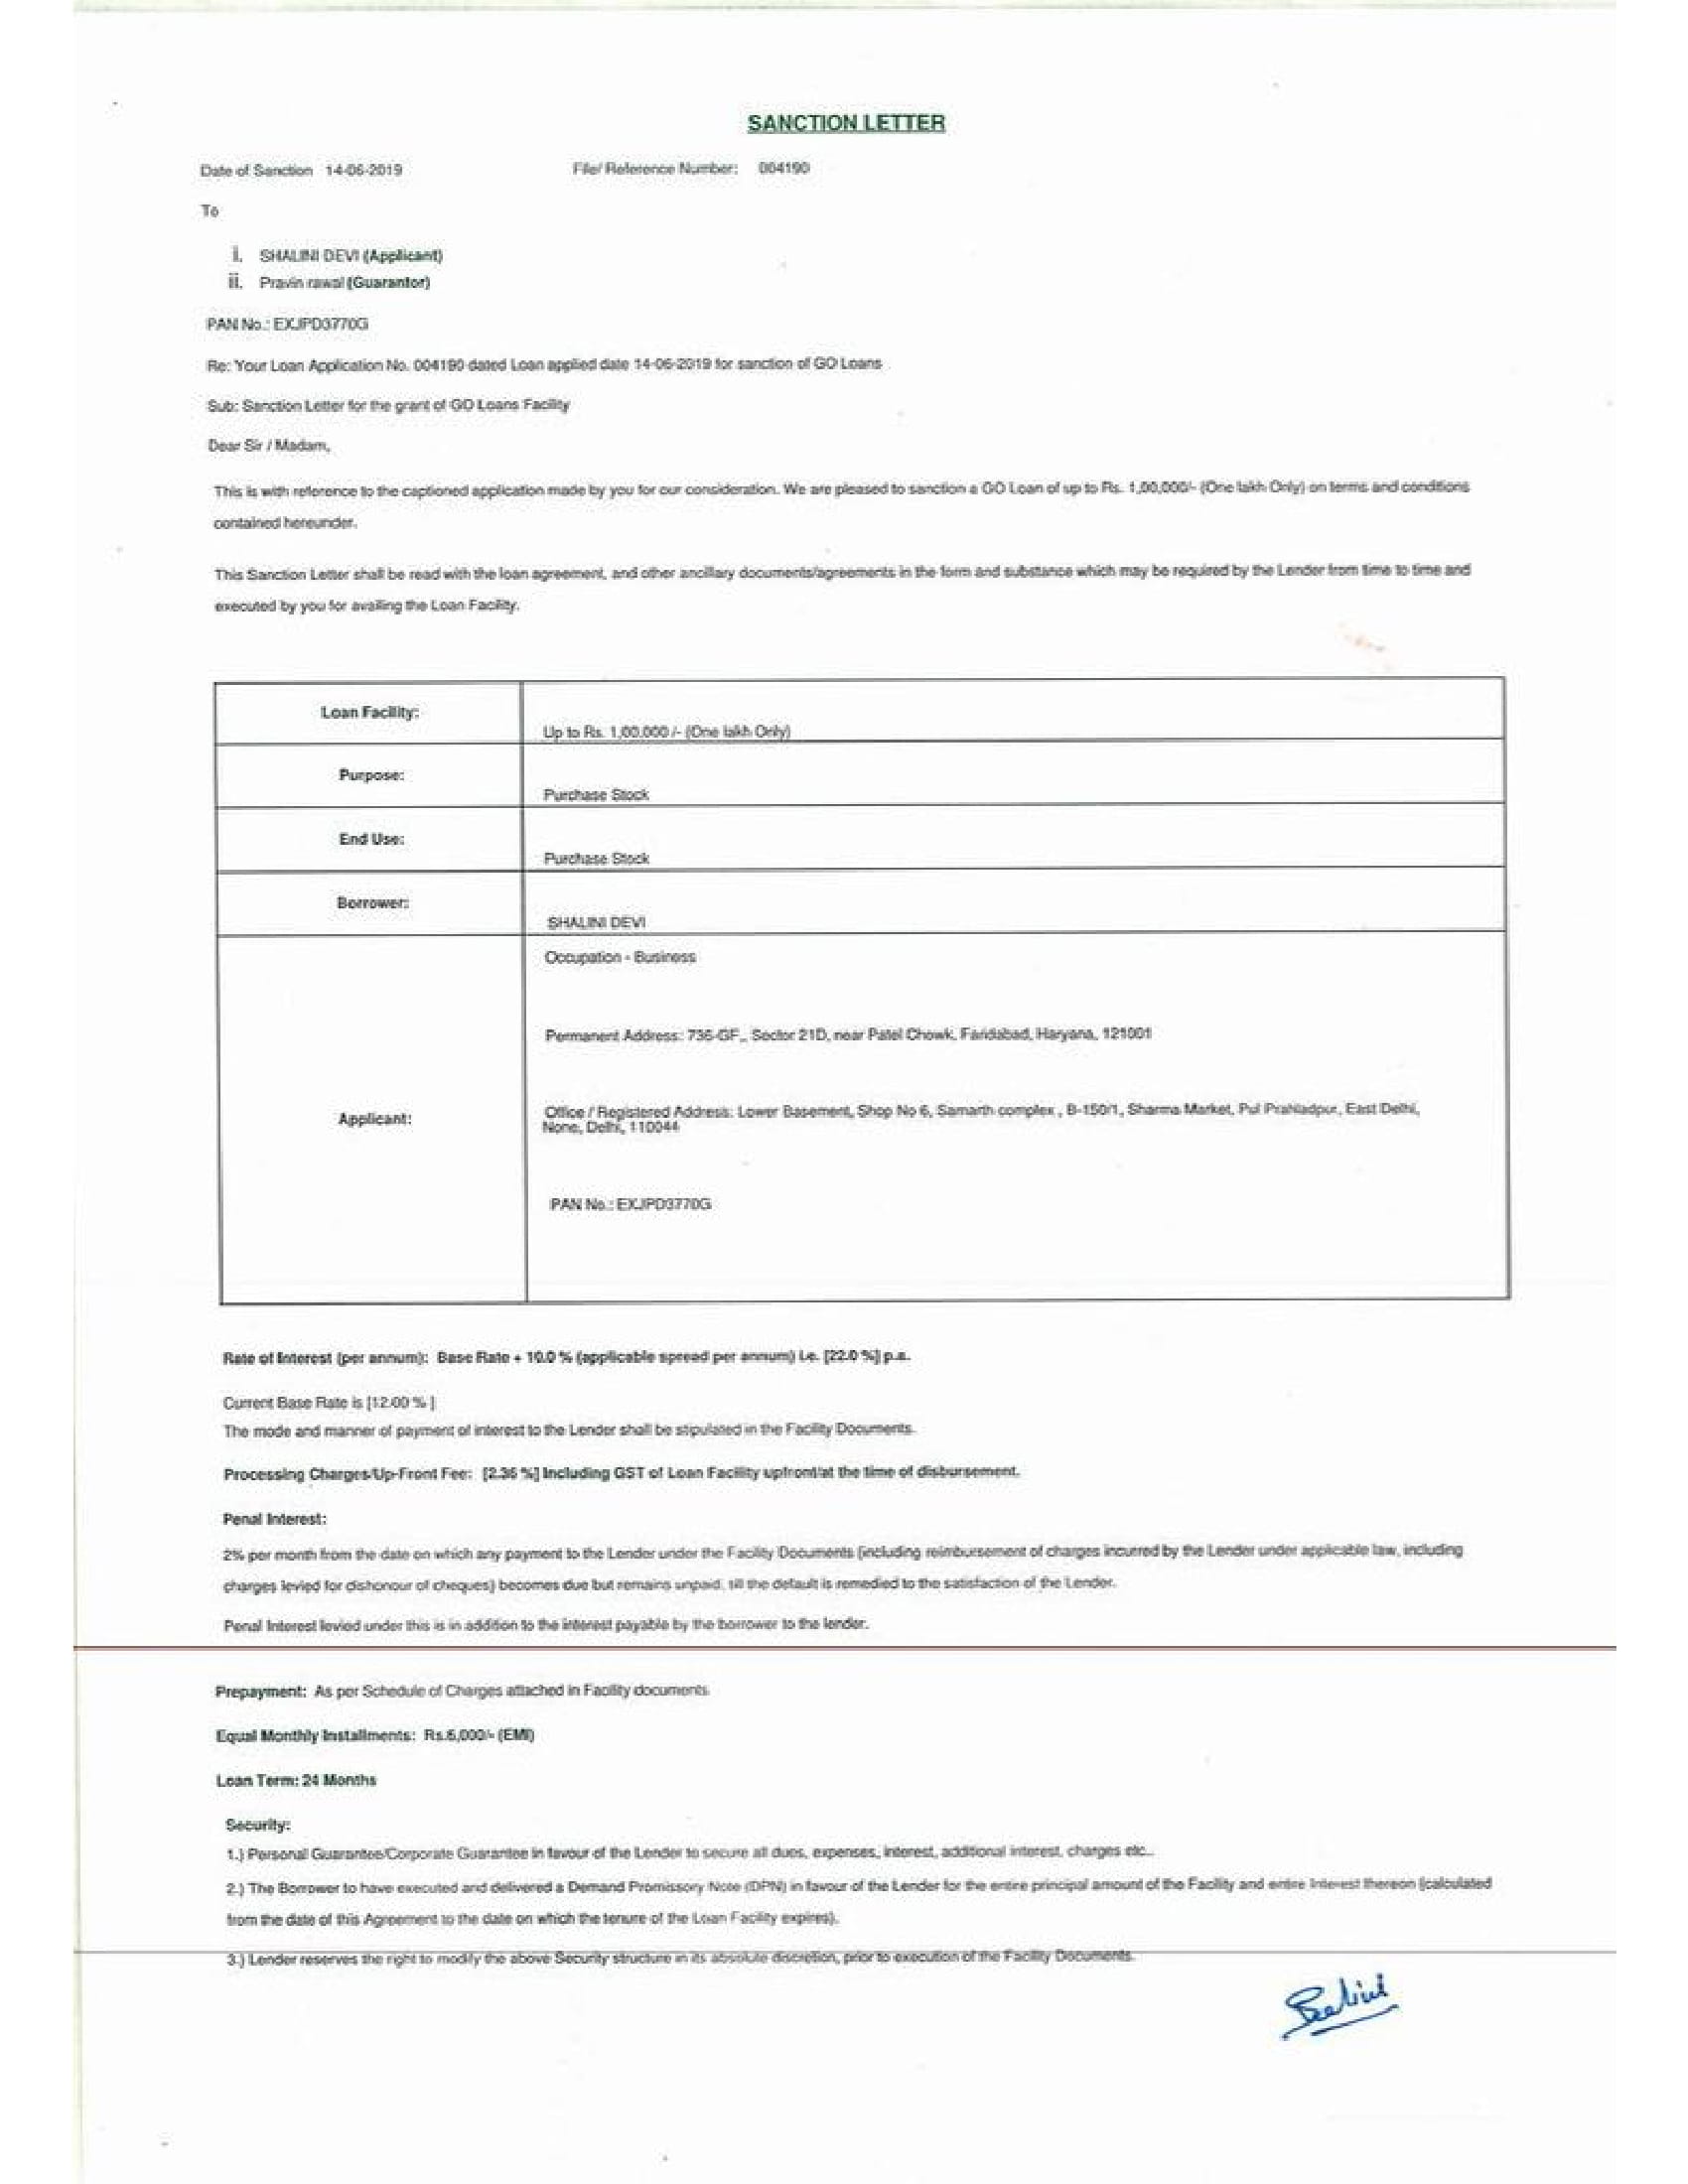 SANCTION LETTER
Date of Sanction 14-06-2019 File/ Reference Number: 004190
To
i. SHALINI DEVI (Applicant)
ii. Pravin rawal (Guarantor)
PAN No.: EXJPD3770G
Re: Your Loan Application No. 004190 dated Loan applied date 14-06-2019 for sanction of GO Loans
Sub: Sanction Letter for the grant of GO Loans Facility
Dear Sir / Madam,
This is with reference to the captioned application made by you for our consideration. We are pleased to sanction a GO Loan of up to Rs. 1,00,000/- (One lakh Only) on terms and conditions
contained hereunder.
This Sanction Letter shall be read with the loan agreement, and other ancillary documents/agreements in the form and substance which may be required by the Lender from time to time and
executed by you for availing the Loan Facility.
Loan Facility:
Up to Rs. 1,00,000 /- (One lakh Only)
Purpose:
Purchase Stock
End Use:
Purchase Stock
Borrower:
SHALINI DEVI
Applicant:
Occupation - Business
Permanent Address: 736-GF,, Sector 21D, near Patel Chowk, Faridabad, Haryana, 121001
Office / Registered Address: Lower Basement, Shop No 6, Samarth complex , B-150/1, Sharma Market, Pul Prahladpur, East Delhi,
None, Delhi, 110044
PAN No.: EXJPD3770G
Rate of Interest (per annum): Base Rate + 10.0 % (applicable spread per annum) i.e. [22.0 %] p.a.
Current Base Rate is [12.00 % ]
The mode and manner of payment of interest to the Lender shall be stipulated in the Facility Documents.
Processing Charges/Up-Front Fee: [2.36 %] Including GST of Loan Facility upfront/at the time of disbursement.
Penal Interest:
2% per month from the date on which any payment to the Lender under the Facility Documents (including reimbursement of charges incurred by the Lender under applicable law, including
charges levied for dishonour of cheques) becomes due but remains unpaid, till the default is remedied to the satisfaction of the Lender.
Penal Interest levied under this is in addition to the interest payable by the borrower to the lender.
Prepayment: As per Schedule of Charges attached in Facility documents
Equal Monthly Installments: Rs.6,000/- (EMI)
Loan Term: 24 Months
Security:
1.) Personal Guarantee/Corporate Guarantee in favour of the Lender to secure all dues, expenses, interest, additional interest, charges etc..
2.) The Borrower to have executed and delivered a Demand Promissory Note (DPN) in favour of the Lender for the entire principal amount of the Facility and entire Interest thereon (calculated
from the date of this Agreement to the date on which the tenure of the Loan Facility expires).
3.) Lender reserves the right to modify the above Security structure in its absolute discretion, prior to execution of the Facility Documents.